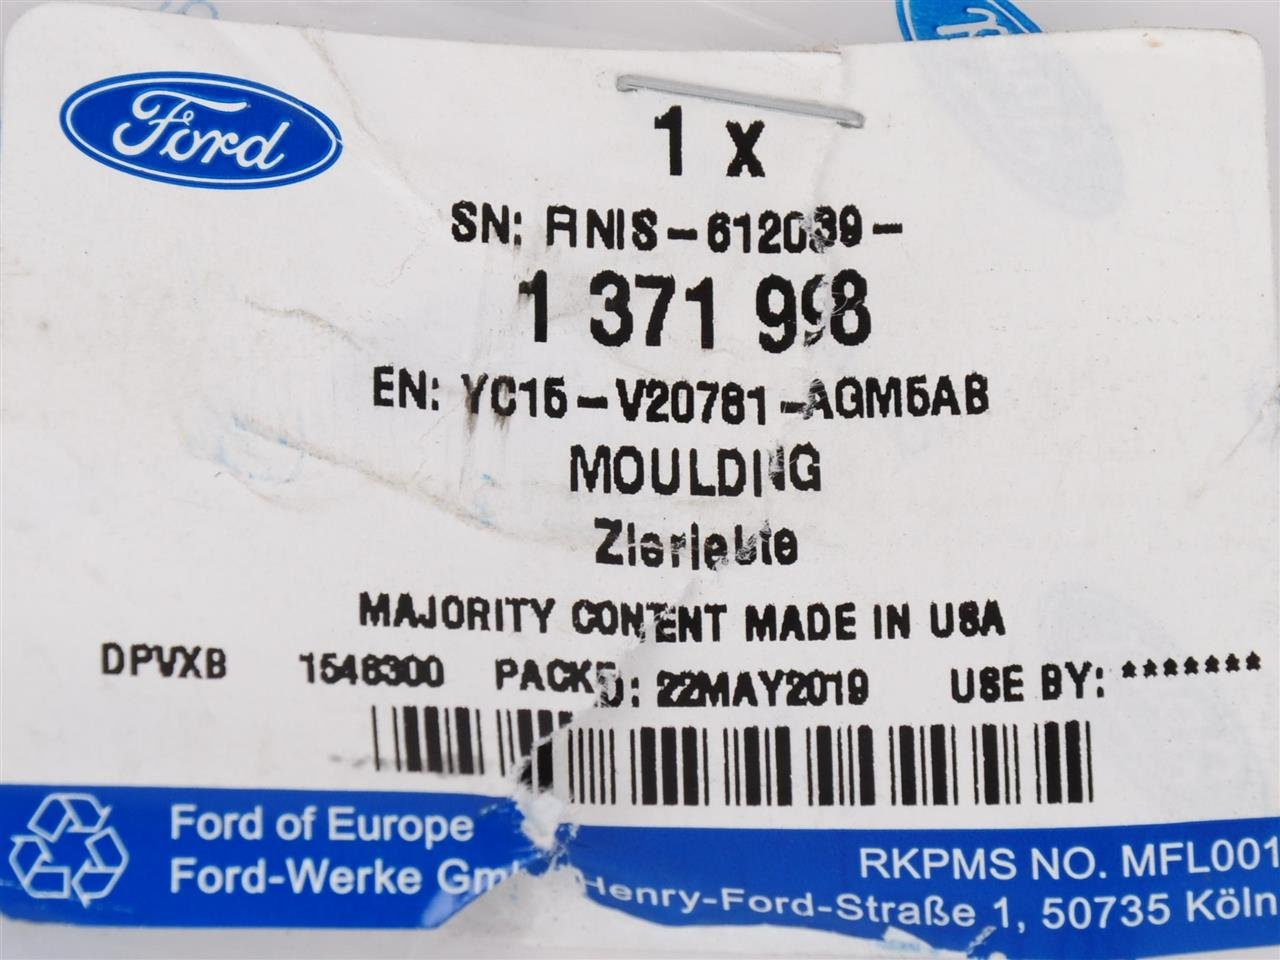 Ford
1 x
SN: FINIS-612039-
1 371 998
EN: YC15-V20761-AGM5AB
MOULDING
Zierleiste
MAJORITY CONTENT MADE IN USA
DPVXB 1546300 PACKED: 22MAY2019 USE BY: *******
Ford of Europe
Ford-Werke Gm
RKPMS NO. MFL001
Henry-Ford-Straße 1, 50735 Köln